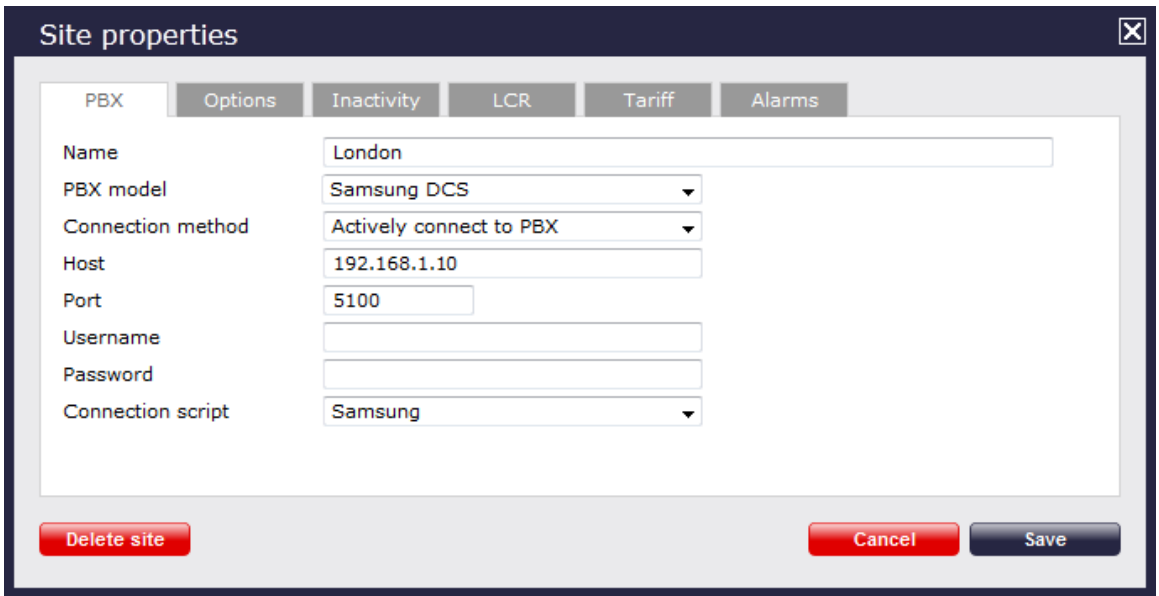 Site properties
PBX Options Inactivity LCR Tariff Alarms
Name London
PBX model Samsung DCS
Connection method Actively connect to PBX
Host 192.168.1.10
Port 5100
Username
Password
Connection script Samsung
Delete site Cancel Save